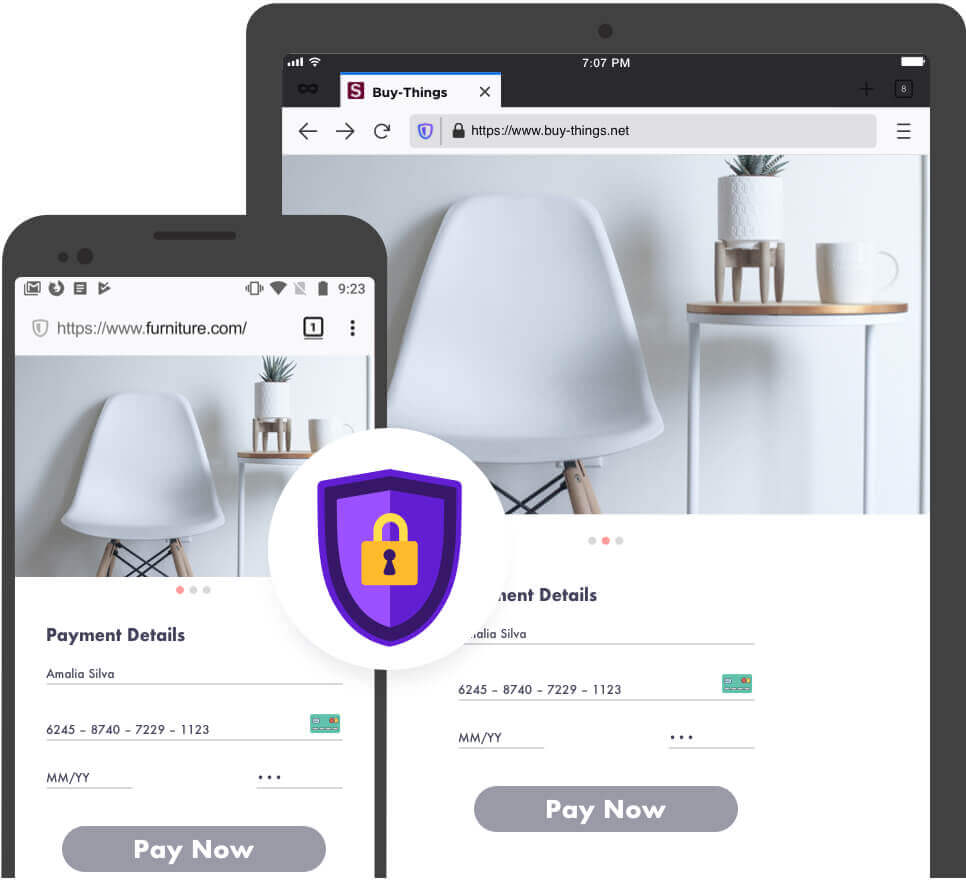 7:07 PM
S Buy-Things
8
https://www.buy-things.net
9:23
https://www.furniture.com/
1
Payment Details
Amalia Silva
6245 – 8740 – 7229 – 1123
MM/YY
Pay Now
ment Details
alia Silva
6245 – 8740 – 7229 – 1123
MM/YY
Pay Now